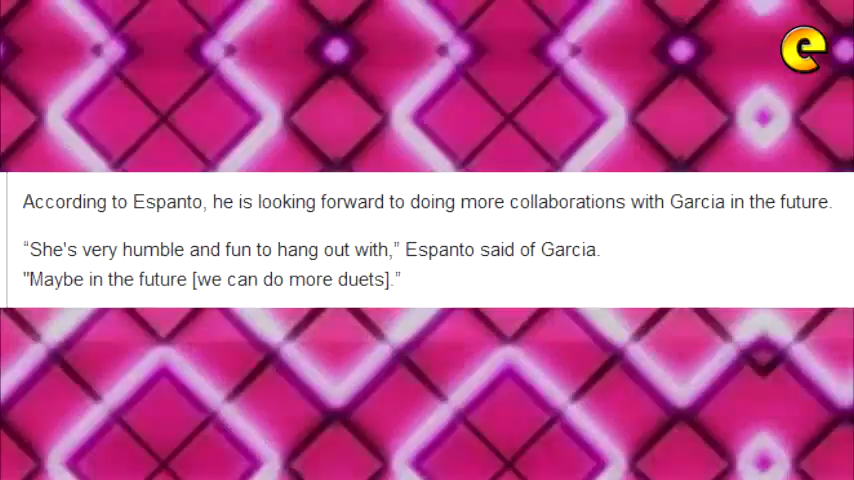 According to Espanto, he is looking forward to doing more collaborations with Garcia in the future.
“She's very humble and fun to hang out with,” Espanto said of Garcia.
"Maybe in the future [we can do more duets].”
e